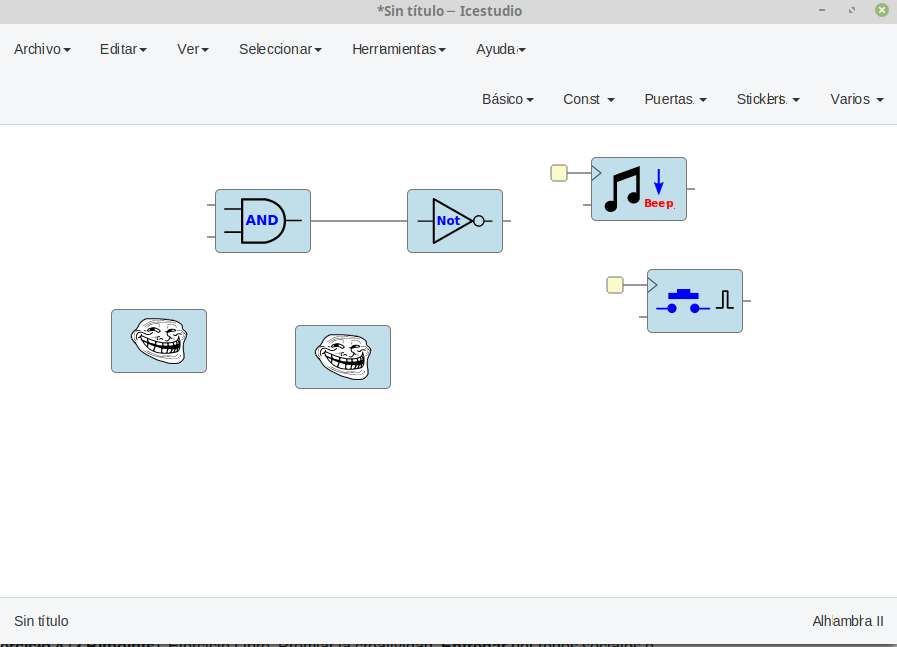 *Sin título – Icestudio
Archivo Editar Ver Seleccionar Herramientas Ayuda
Básico Const Puertas Stickers Varios
AND
Not
Beep
Sin título
Alhambra II